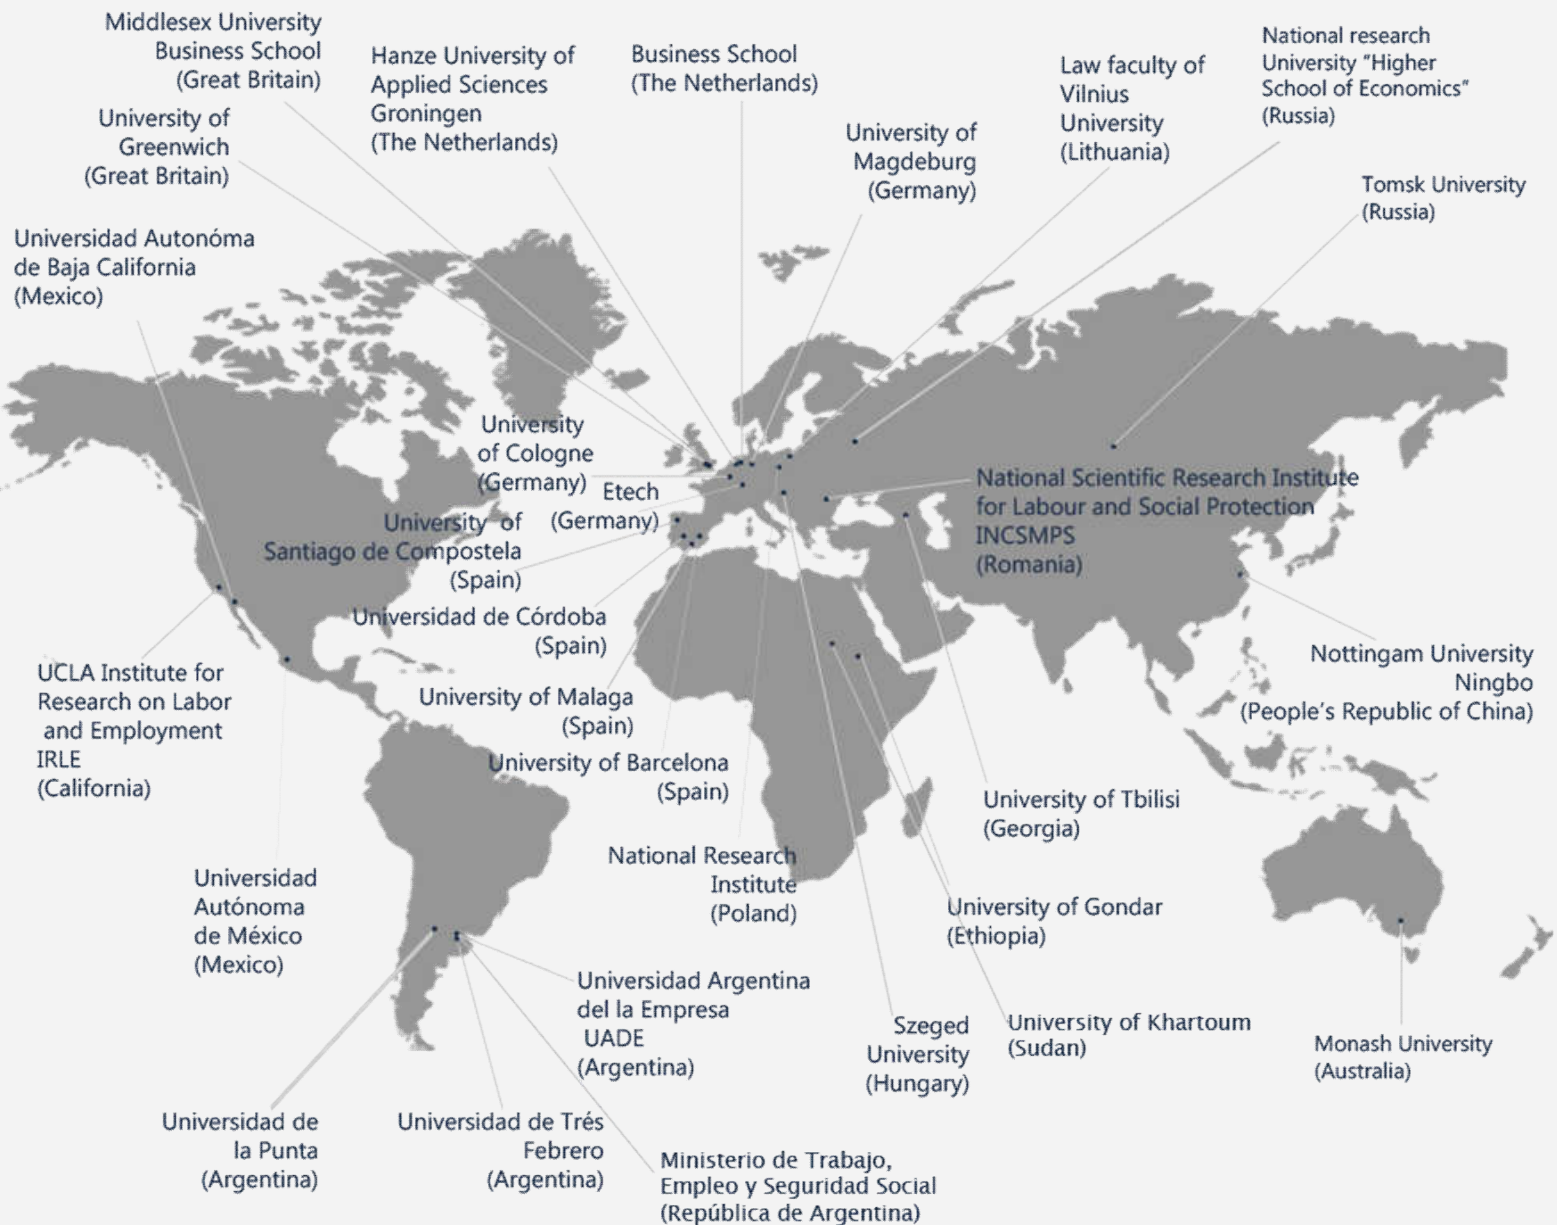 Middlesex University
Business School
(Great Britain)
Hanze University of
Applied Sciences
Groningen
(The Netherlands)
Business School
(The Netherlands)
Law faculty of
Vilnius
University
(Lithuania)
National research
University "Higher
School of Economics"
(Russia)
University of
Greenwich
(Great Britain)
University of
Magdeburg
(Germany)
Tomsk University
(Russia)
Universidad Autonóma
de Baja California
(Mexico)
University
of Cologne
(Germany)
Etech
(Germany)
National Scientific Research Institute
for Labour and Social Protection
INCSMPS
(Romania)
University of
Santiago de Compostela
(Spain)
Universidad de Córdoba
(Spain)
UCLA Institute for
Research on Labor
and Employment
IRLE
(California)
University of Malaga
(Spain)
Nottingam University
Ningbo
(People's Republic of China)
University of Barcelona
(Spain)
University of Tbilisi
(Georgia)
National Research
Institute
(Poland)
Universidad
Autónoma
de México
(Mexico)
University of Gondar
(Ethiopia)
Universidad Argentina
del la Empresa
UADE
(Argentina)
Szeged
University
(Hungary)
University of Khartoum
(Sudan)
Monash University
(Australia)
Universidad de
la Punta
(Argentina)
Universidad de Trés
Febrero
(Argentina)
Ministerio de Trabajo,
Empleo y Seguridad Social
(República de Argentina)